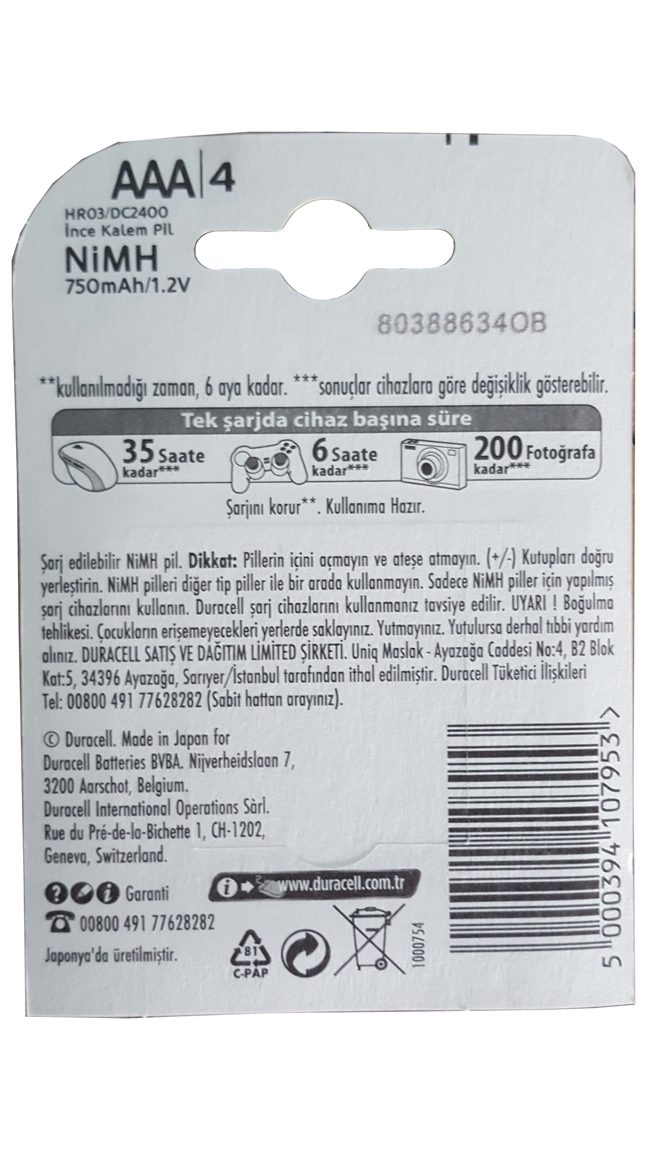 AAA|4
HR03/DC2400
İnce Kalem Pil
NiMH
750mAh/1.2V
80388634OB
**kullanılmadığı zaman, 6 aya kadar. ***sonuçlar cihazlara göre değişiklik gösterebilir.
Tek şarjda cihaz başına süre
35 Saate kadar***
6 Saate kadar***
200 Fotoğrafa kadar***
Şarjını korur**. Kullanıma Hazır.
Şarj edilebilir NiMH pil. Dikkat: Pillerin içini açmayın ve ateşe atmayın. (+/-) Kutupları doğru
yerleştirin. NiMH pilleri diğer tip piller ile bir arada kullanmayın. Sadece NiMH piller için yapılmış
şarj cihazlarını kullanın. Duracell şarj cihazlarını kullanmanız tavsiye edilir. UYARI ! Boğulma
tehlikesi. Çocukların erişemeyecekleri yerlerde saklayınız. Yutmayınız. Yutulursa derhal tıbbi yardım
alınız. DURACELL SATIŞ VE DAĞITIM LİMİTED ŞİRKETİ. Uniq Maslak - Ayazağa Caddesi No:4, B2 Blok
Kat:5, 34396 Ayazağa, Sarıyer/İstanbul tarafından ithal edilmiştir. Duracell Tüketici İlişkileri
Tel: 00800 491 77628282 (Sabit hattan arayınız).
© Duracell. Made in Japan for
Duracell Batteries BVBA. Nijverheidslaan 7,
3200 Aarschot, Belgium.
Duracell International Operations Sàrl.
Rue du Pré-de-la-Bichette 1, CH-1202,
Geneva, Switzerland.
Garanti
www.duracell.com.tr
00800 491 77628282
Japonya'da üretilmiştir.
81
C-PAP
1000754
5 000394 107953 >